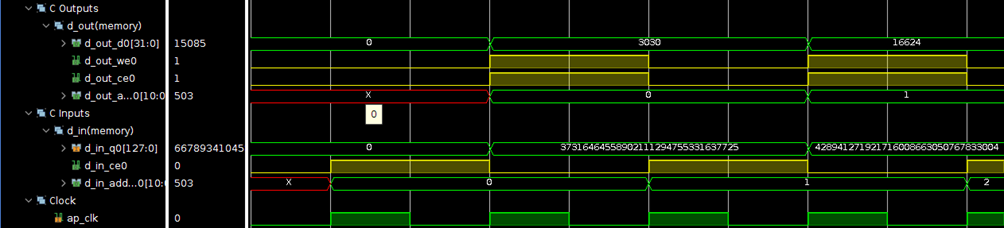 C Outputs
d_out(memory)
d_out_d0[31:0] 15085 0 3030 16624
d_out_we0 1
d_out_ce0 1
d_out_a...0[10:0 503 X 0 1
0
C Inputs
d_in(memory)
d_in_q0[127:0] 66789341045 0 37316464558902111294755331637725 42894127192171600866305076783​3004
d_in_ce0 0
d_in_add...0[10: 503 X 0 1 2
Clock
ap_clk 0